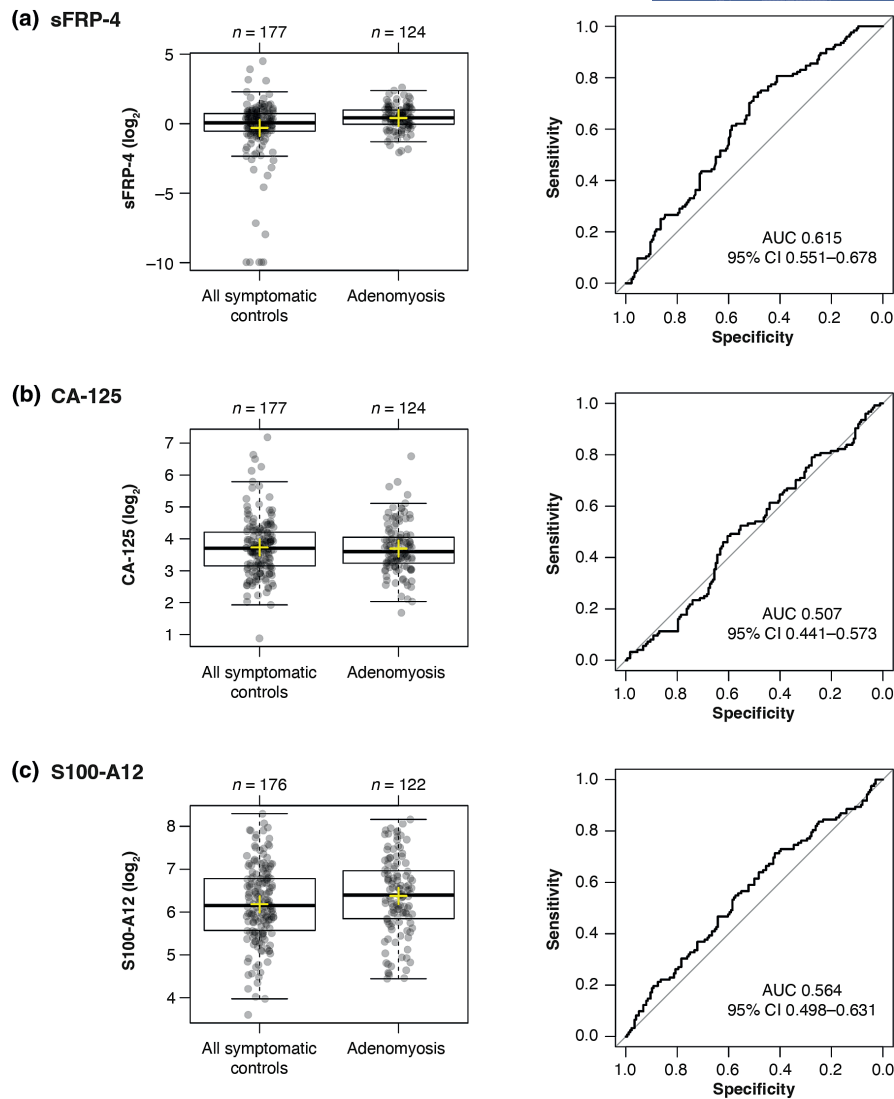 (a) sFRP-4
n = 177 n = 124
5
0
−5
−10
sFRP-4 (log2)
All symptomatic controls
Adenomyosis
1.0
0.8
0.6
0.4
0.2
0.0
Sensitivity
AUC 0.615
95% CI 0.551–0.678
1.0 0.8 0.6 0.4 0.2 0.0
Specificity
(b) CA-125
n = 177 n = 124
7
6
5
4
3
2
1
CA-125 (log2)
All symptomatic controls
Adenomyosis
1.0
0.8
0.6
0.4
0.2
0.0
Sensitivity
AUC 0.507
95% CI 0.441–0.573
1.0 0.8 0.6 0.4 0.2 0.0
Specificity
(c) S100-A12
n = 176 n = 122
8
7
6
5
4
S100-A12 (log2)
All symptomatic controls
Adenomyosis
1.0
0.8
0.6
0.4
0.2
0.0
Sensitivity
AUC 0.564
95% CI 0.498–0.631
1.0 0.8 0.6 0.4 0.2 0.0
Specificity